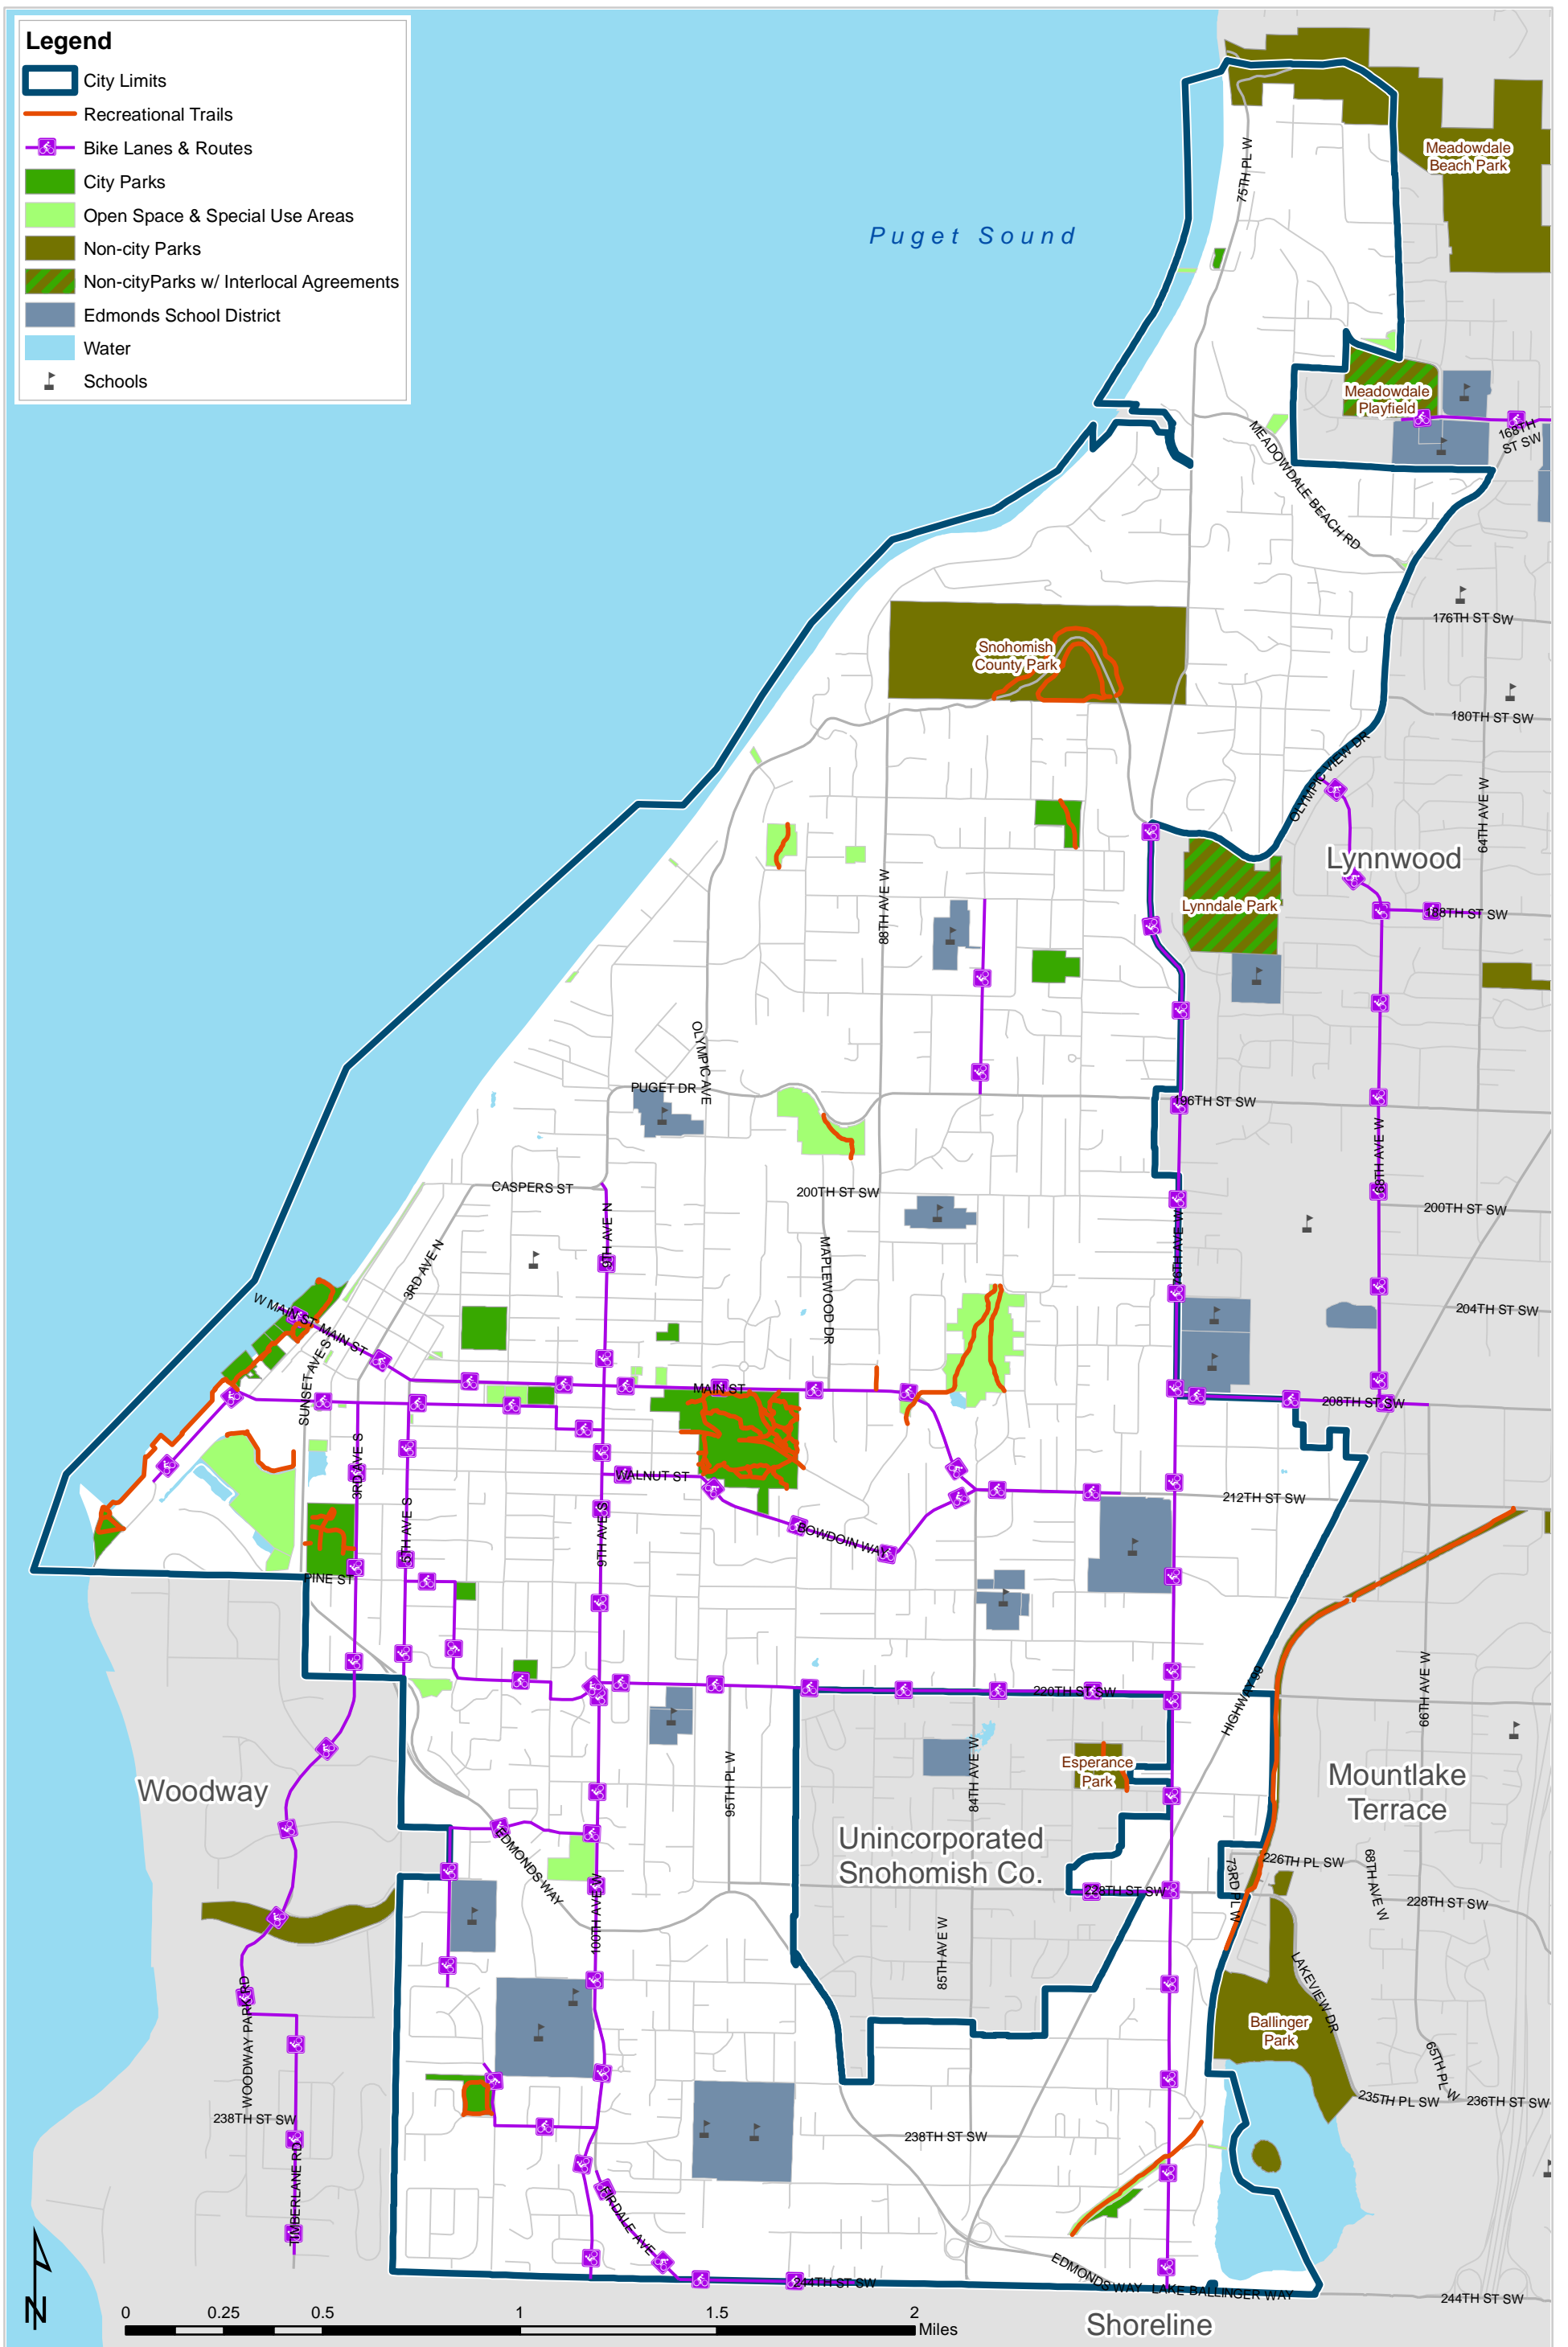 Legend
City Limits
Recreational Trails
Bike Lanes & Routes
City Parks
Open Space & Special Use Areas
Non-city Parks
Non-cityParks w/ Interlocal Agreements
Edmonds School District
Water
Schools
Puget Sound
75TH PL W
Meadowdale
Beach Park
Meadowdale
Playfield
168TH
ST SW
MEADOWDALE BEACH RD
176TH ST SW
Snohomish
County Park
180TH ST SW
OLYMPIC VIEW DR
64TH AVE W
Lynnwood
88TH AVE W
Lynndale Park
188TH ST SW
OLYMPIC AVE
PUGET DR
196TH ST SW
68TH AVE W
CASPERS ST
200TH ST SW
200TH ST SW
9TH AVE N
76TH AVE W
3RD AVE N
MAPLEWOOD DR
W MAIN ST
MAIN ST
204TH ST SW
SUNSET AVE S
MAIN ST
208TH ST SW
3RD AVE S
WALNUT ST
212TH ST SW
5TH AVE S
9TH AVE S
BOWDOIN WAY
PINE ST
220TH ST SW
HIGHWAY 99
66TH AVE W
Woodway
95TH PL W
84TH AVE W
Esperance
Park
Mountlake
Terrace
Unincorporated
Snohomish Co.
EDMONDS WAY
226TH PL SW
68TH AVE W
73RD PL W
228TH ST SW
228TH ST SW
100TH AVE W
85TH AVE W
LAKEVIEW DR
WOODWAY PARK RD
Ballinger
Park
65TH PL W
235TH PL SW
236TH ST SW
238TH ST SW
238TH ST SW
TIMBERLANE RD
FIRDALE AVE
EDMONDS WAY
LAKE BALLINGER WAY
244TH ST SW
244TH ST SW
N
0
0.25
0.5
1
1.5
2
Miles
Shoreline